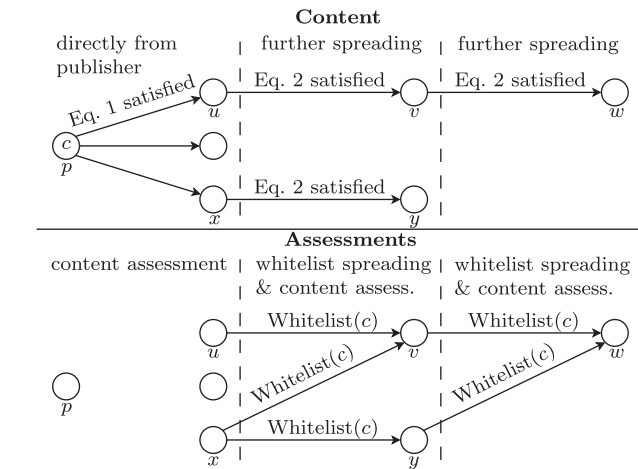 Content
directly from
publisher
further spreading
further spreading
Eq. 1 satisfied
Eq. 2 satisfied
Eq. 2 satisfied
u
v
w
c
p
Eq. 2 satisfied
x
y
Assessments
content assessment
whitelist spreading
& content assess.
whitelist spreading
& content assess.
Whitelist(c)
Whitelist(c)
u
v
w
Whitelist(c)
Whitelist(c)
p
Whitelist(c)
x
y